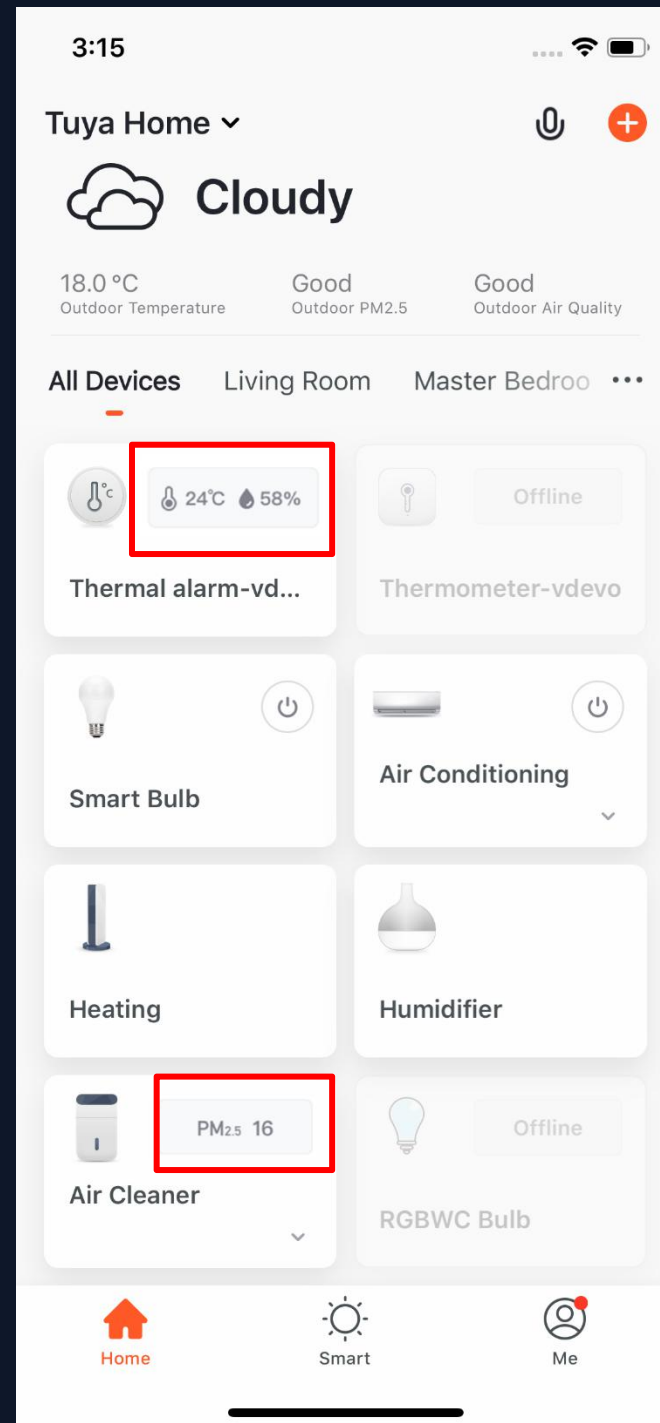 3:15
Tuya Home
Cloudy
18.0 °C Good Good
Outdoor Temperature Outdoor PM2.5 Outdoor Air Quality
All Devices Living Room Master Bedroo
°C 24℃ 58% Offline
Thermal alarm-vd... Thermometer-vdevo
Smart Bulb
Air Conditioning
Heating Humidifier
PM2.5 16 Offline
Air Cleaner
RGBWC Bulb
Home Smart Me